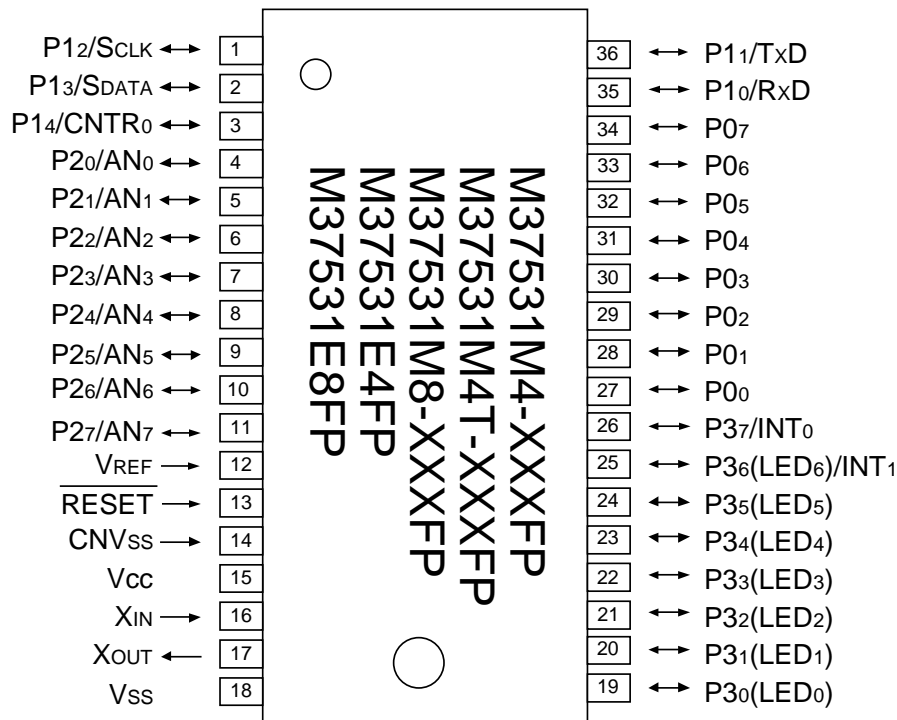 P12/SCLK 1
P13/SDATA 2
P14/CNTR0 3
P20/AN0 4
P21/AN1 5
P22/AN2 6
P23/AN3 7
P24/AN4 8
P25/AN5 9
P26/AN6 10
P27/AN7 11
VREF 12
RESET 13
CNVSS 14
Vcc 15
XIN 16
XOUT 17
VSS 18
M37531M4-XXXFP
M37531M4T-XXXFP
M37531M8-XXXFP
M37531E4FP
M37531E8FP
36 P11/TXD
35 P10/RXD
34 P07
33 P06
32 P05
31 P04
30 P03
29 P02
28 P01
27 P00
26 P37/INT0
25 P36(LED6)/INT1
24 P35(LED5)
23 P34(LED4)
22 P33(LED3)
21 P32(LED2)
20 P31(LED1)
19 P30(LED0)